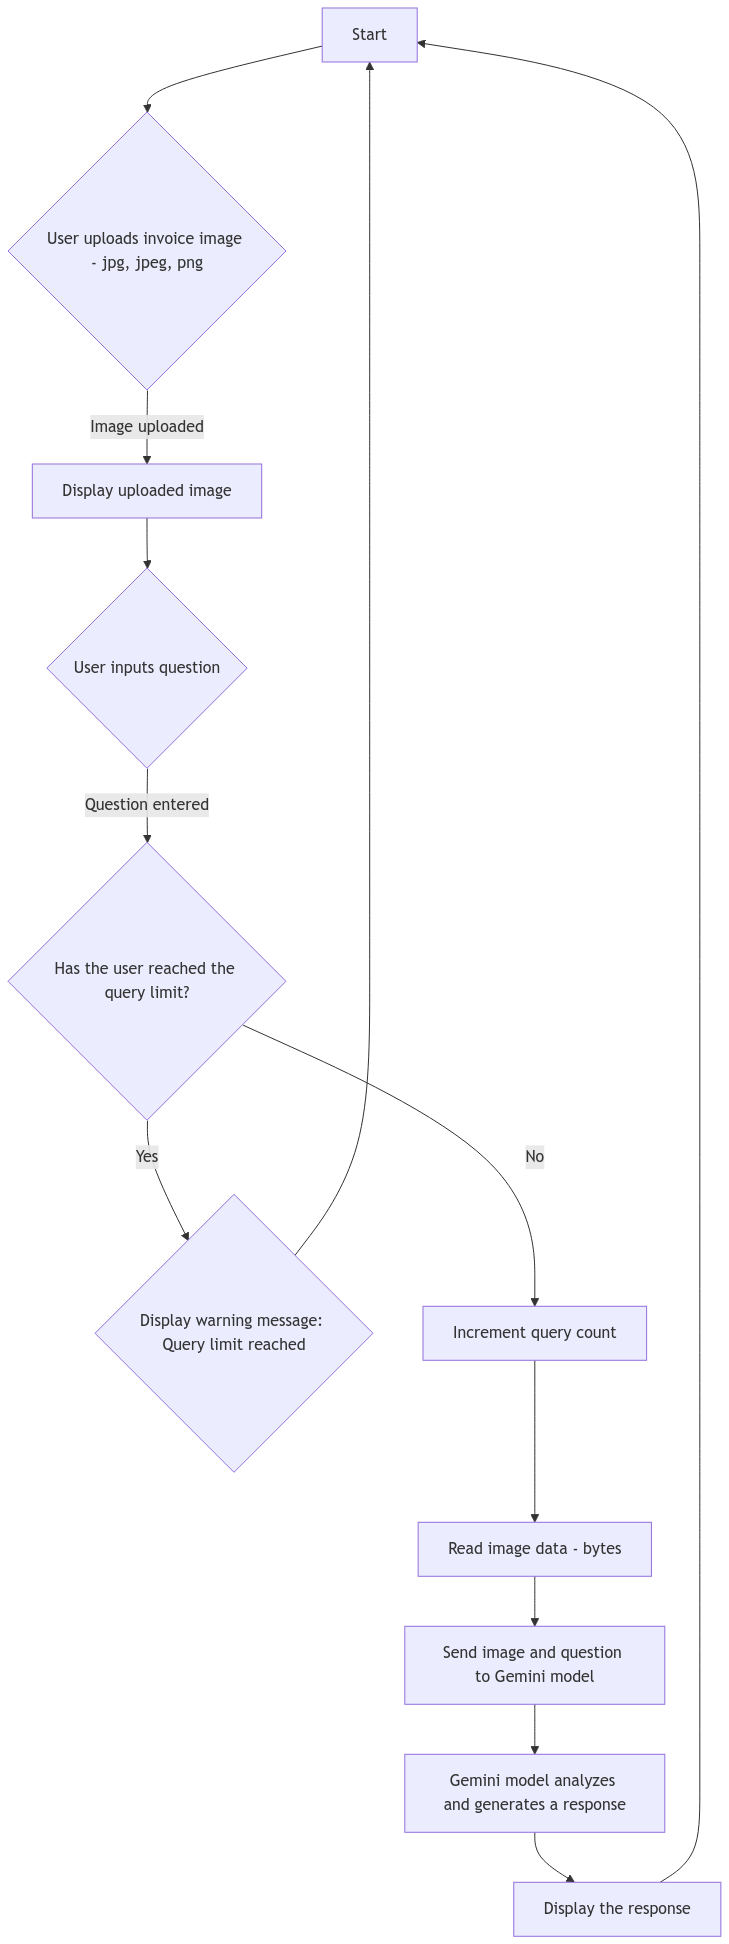 Start
User uploads invoice image
- jpg, jpeg, png
Image uploaded
Display uploaded image
User inputs question
Question entered
Has the user reached the
query limit?
Yes
No
Display warning message:
Query limit reached
Increment query count
Read image data - bytes
Send image and question
to Gemini model
Gemini model analyzes
and generates a response
Display the response